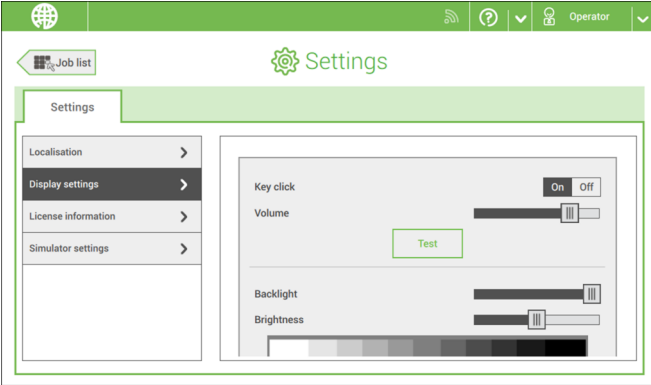 Operator
Job list
Settings
Settings
Localisation
Display settings
License information
Simulator settings
Key click
On Off
Volume
Test
Backlight
Brightness